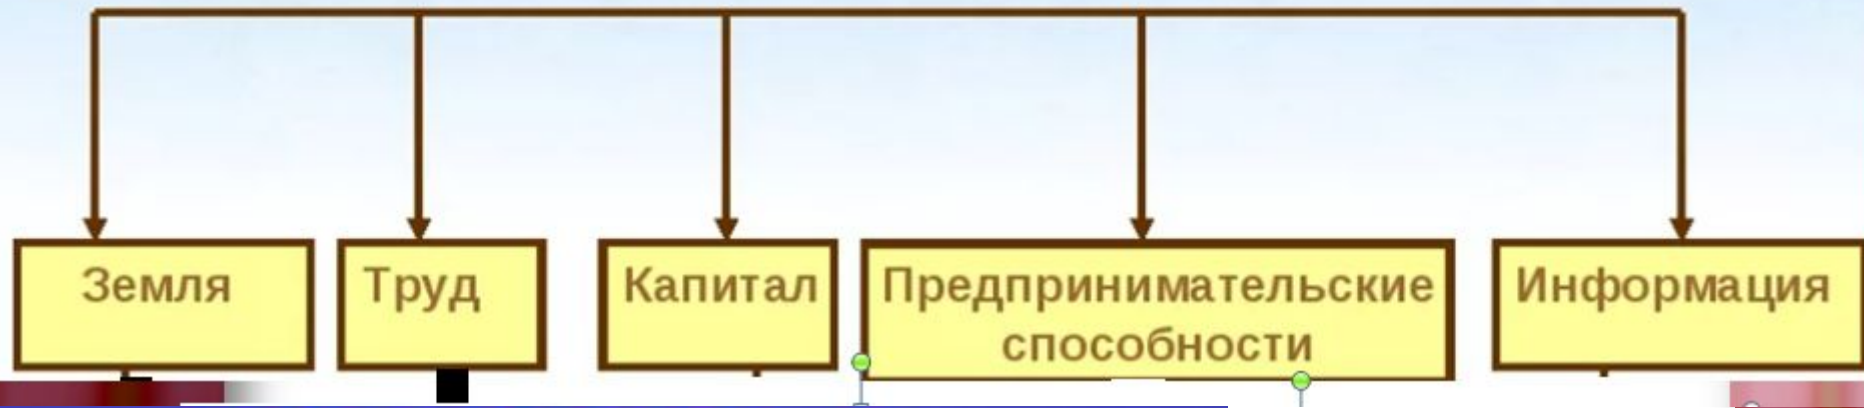 Земля
Труд
Капитал
Предпринимательские
способности
Информация